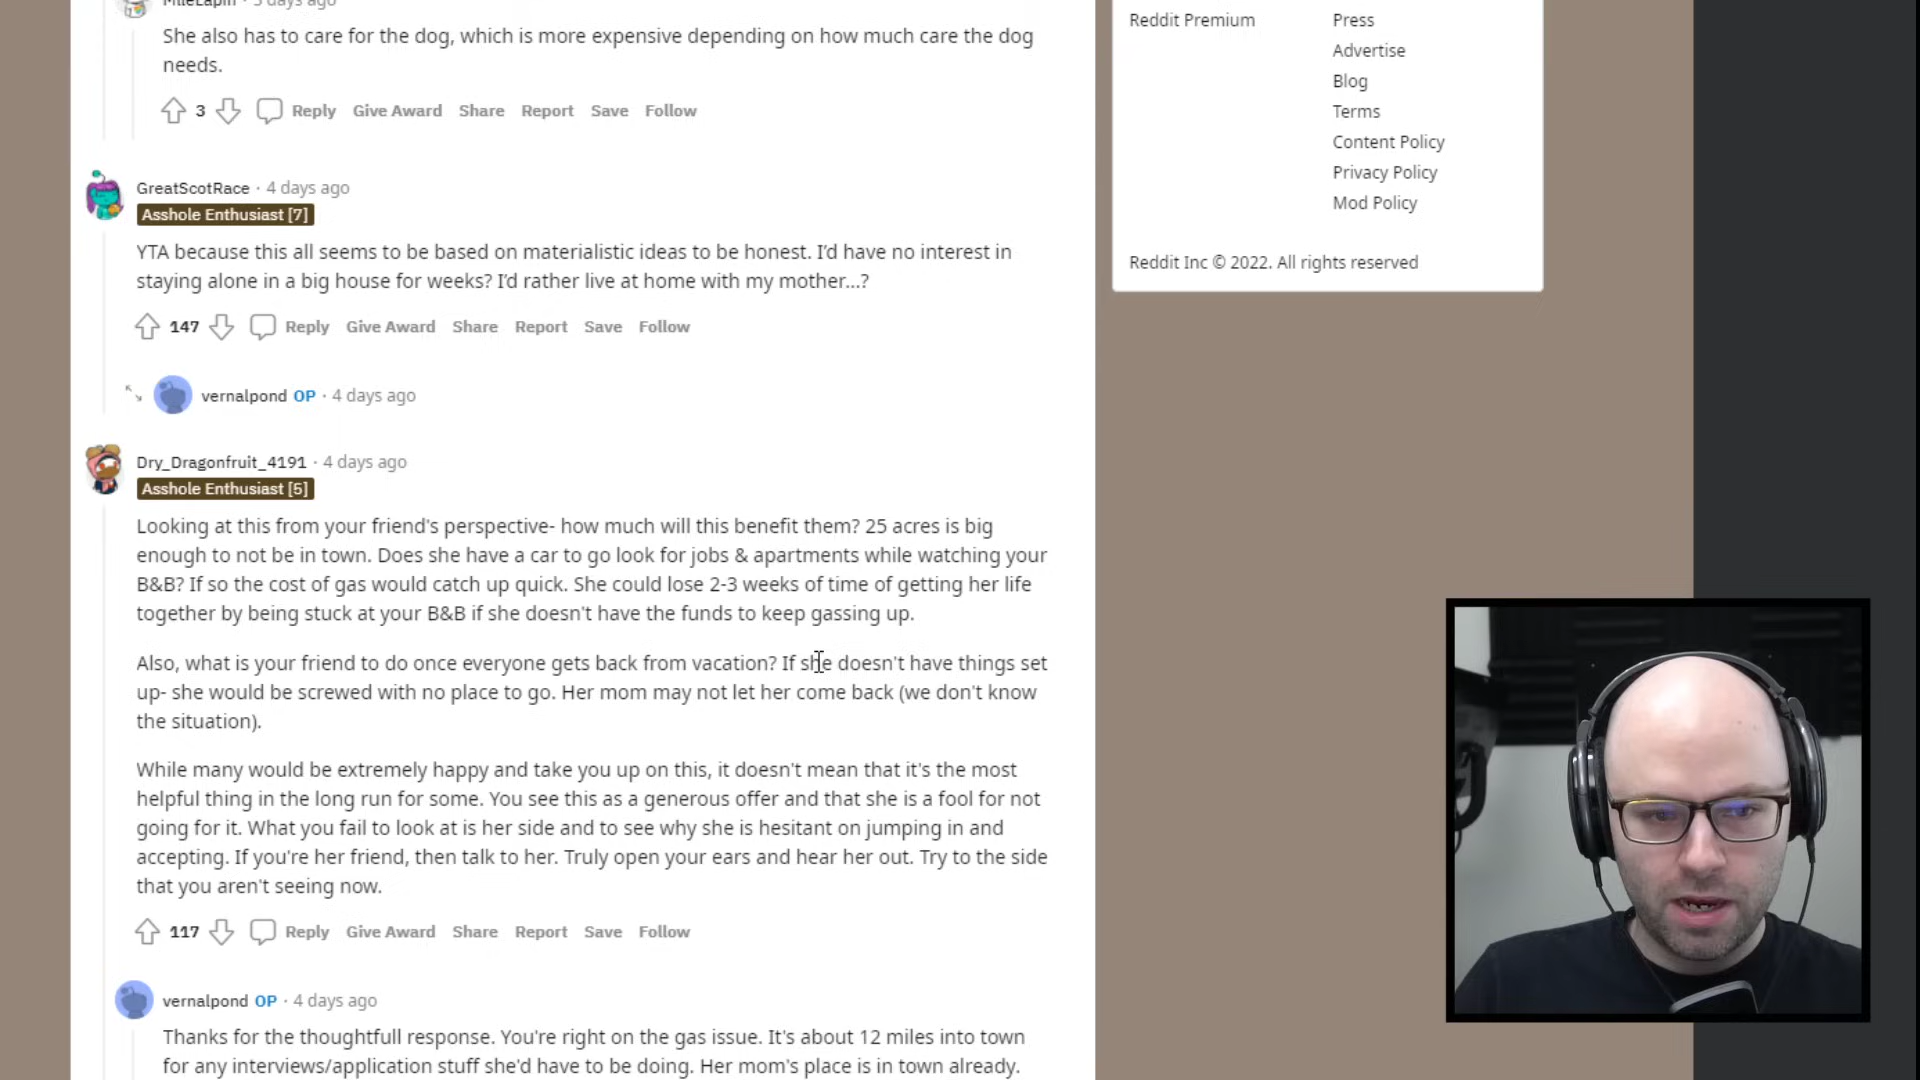 MlleLapin · 3 days ago
She also has to care for the dog, which is more expensive depending on how much care the dog
needs.
3 Reply Give Award Share Report Save Follow
GreatScotRace · 4 days ago
Asshole Enthusiast [7]
YTA because this all seems to be based on materialistic ideas to be honest. I'd have no interest in
staying alone in a big house for weeks? I'd rather live at home with my mother...?
147 Reply Give Award Share Report Save Follow
vernalpond OP · 4 days ago
Dry_Dragonfruit_4191 · 4 days ago
Asshole Enthusiast [5]
Looking at this from your friend's perspective- how much will this benefit them? 25 acres is big
enough to not be in town. Does she have a car to go look for jobs & apartments while watching your
B&B? If so the cost of gas would catch up quick. She could lose 2-3 weeks of time of getting her life
together by being stuck at your B&B if she doesn't have the funds to keep gassing up.
Also, what is your friend to do once everyone gets back from vacation? If she doesn't have things set
up- she would be screwed with no place to go. Her mom may not let her come back (we don't know
the situation).
While many would be extremely happy and take you up on this, it doesn't mean that it's the most
helpful thing in the long run for some. You see this as a generous offer and that she is a fool for not
going for it. What you fail to look at is her side and to see why she is hesitant on jumping in and
accepting. If you're her friend, then talk to her. Truly open your ears and hear her out. Try to the side
that you aren't seeing now.
117 Reply Give Award Share Report Save Follow
vernalpond OP · 4 days ago
Thanks for the thoughtfull response. You're right on the gas issue. It's about 12 miles into town
for any interviews/application stuff she'd have to be doing. Her mom's place is in town already.
Reddit Premium
Press
Advertise
Blog
Terms
Content Policy
Privacy Policy
Mod Policy
Reddit Inc © 2022. All rights reserved